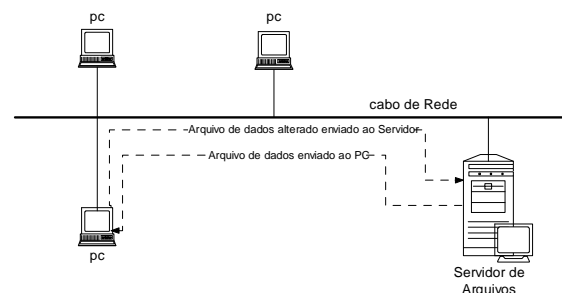 pc
pc
cabo de Rede
Arquivo de dados alterado enviado ao Servidor
Arquivo de dados enviado ao PC
pc
Servidor de
Arquivos